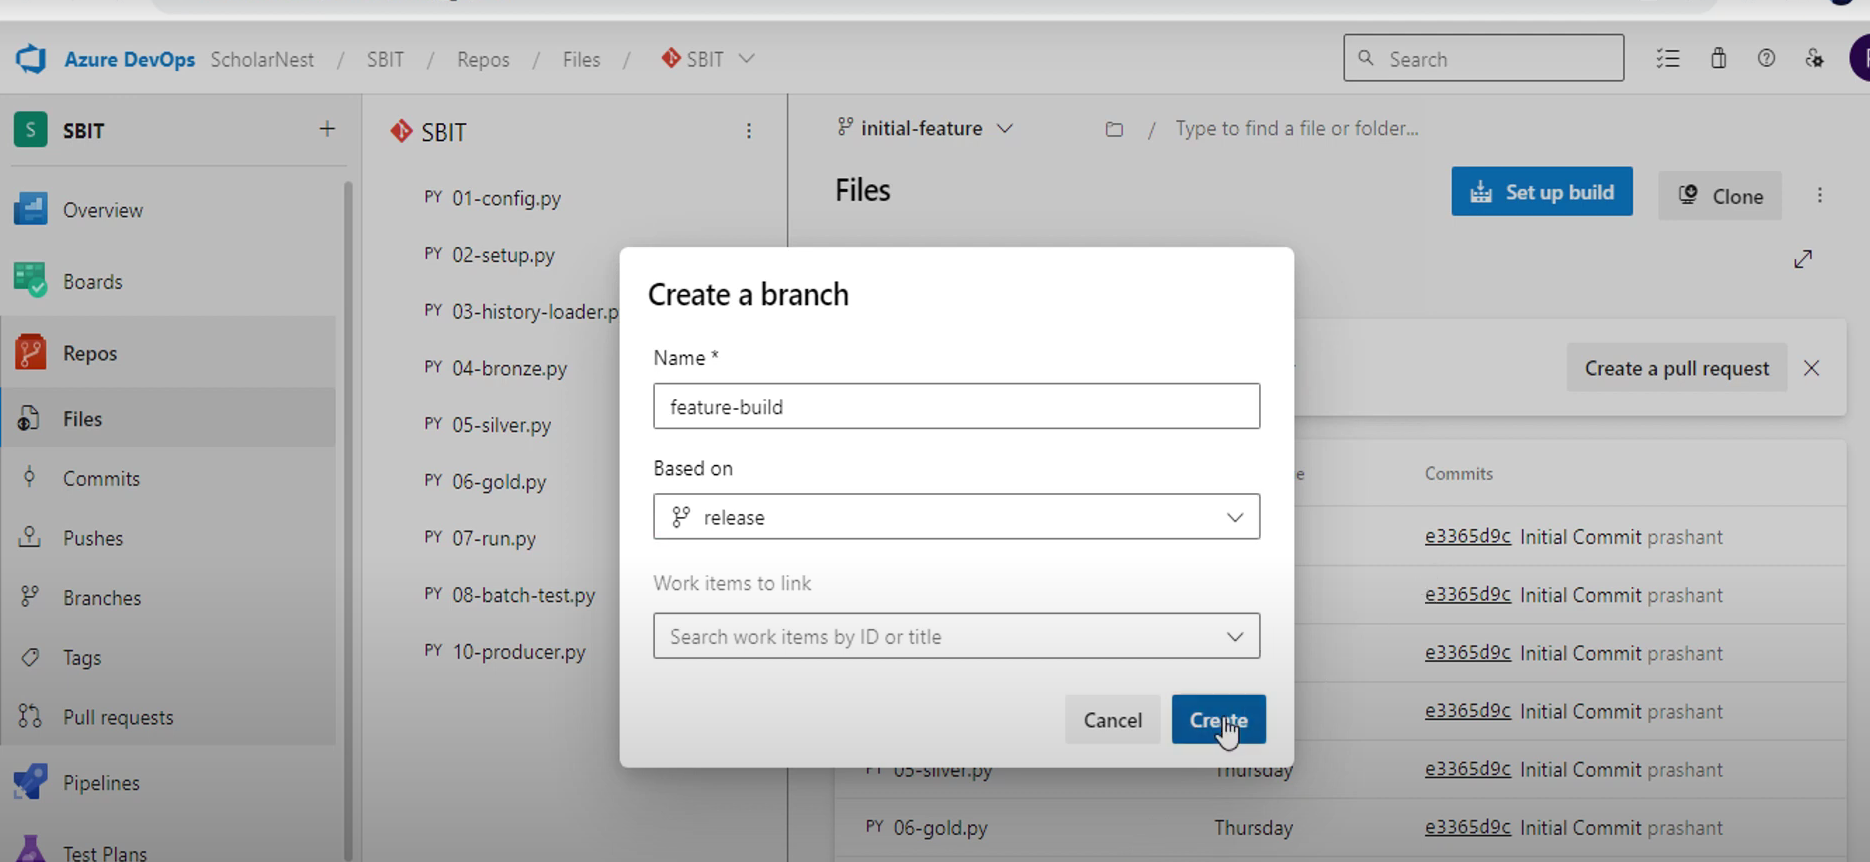 Azure DevOps ScholarNest / SBIT / Repos / Files / SBIT
Search
S SBIT +
Overview
Boards
Repos
Files
Commits
Pushes
Branches
Tags
Pull requests
Pipelines
Test Plans
SBIT
PY 01-config.py
PY 02-setup.py
PY 03-history-loader.p
PY 04-bronze.py
PY 05-silver.py
PY 06-gold.py
PY 07-run.py
PY 08-batch-test.py
PY 10-producer.py
initial-feature
/ Type to find a file or folder...
Files
Set up build
Clone
Create a pull request
Create a branch
Name *
feature-build
Based on
release
Work items to link
Search work items by ID or title
Cancel
Create
Commits
e3365d9c Initial Commit prashant
e3365d9c Initial Commit prashant
e3365d9c Initial Commit prashant
e3365d9c Initial Commit prashant
05-silver.py Thursday e3365d9c Initial Commit prashant
PY 06-gold.py Thursday e3365d9c Initial Commit prashant